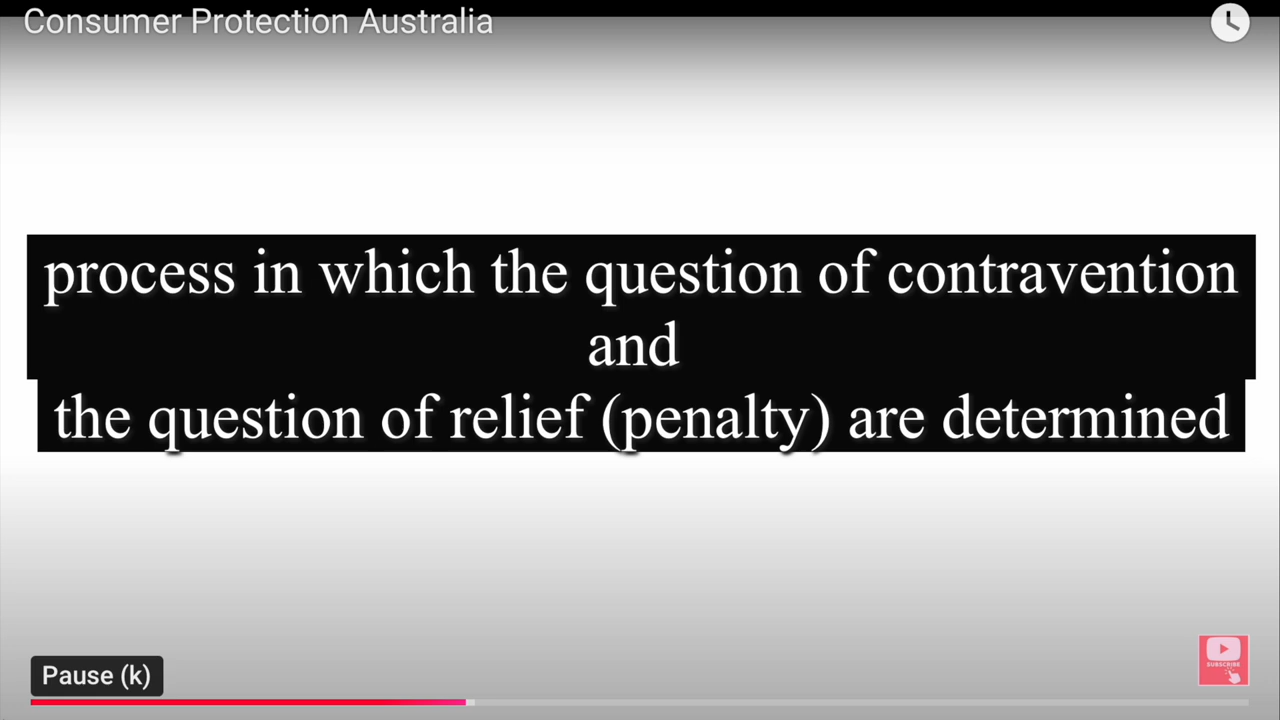 Consumer Protection Australia
process in which the question of contravention
and
the question of relief (penalty) are determined
SUBSCRIBE
Pause (k)